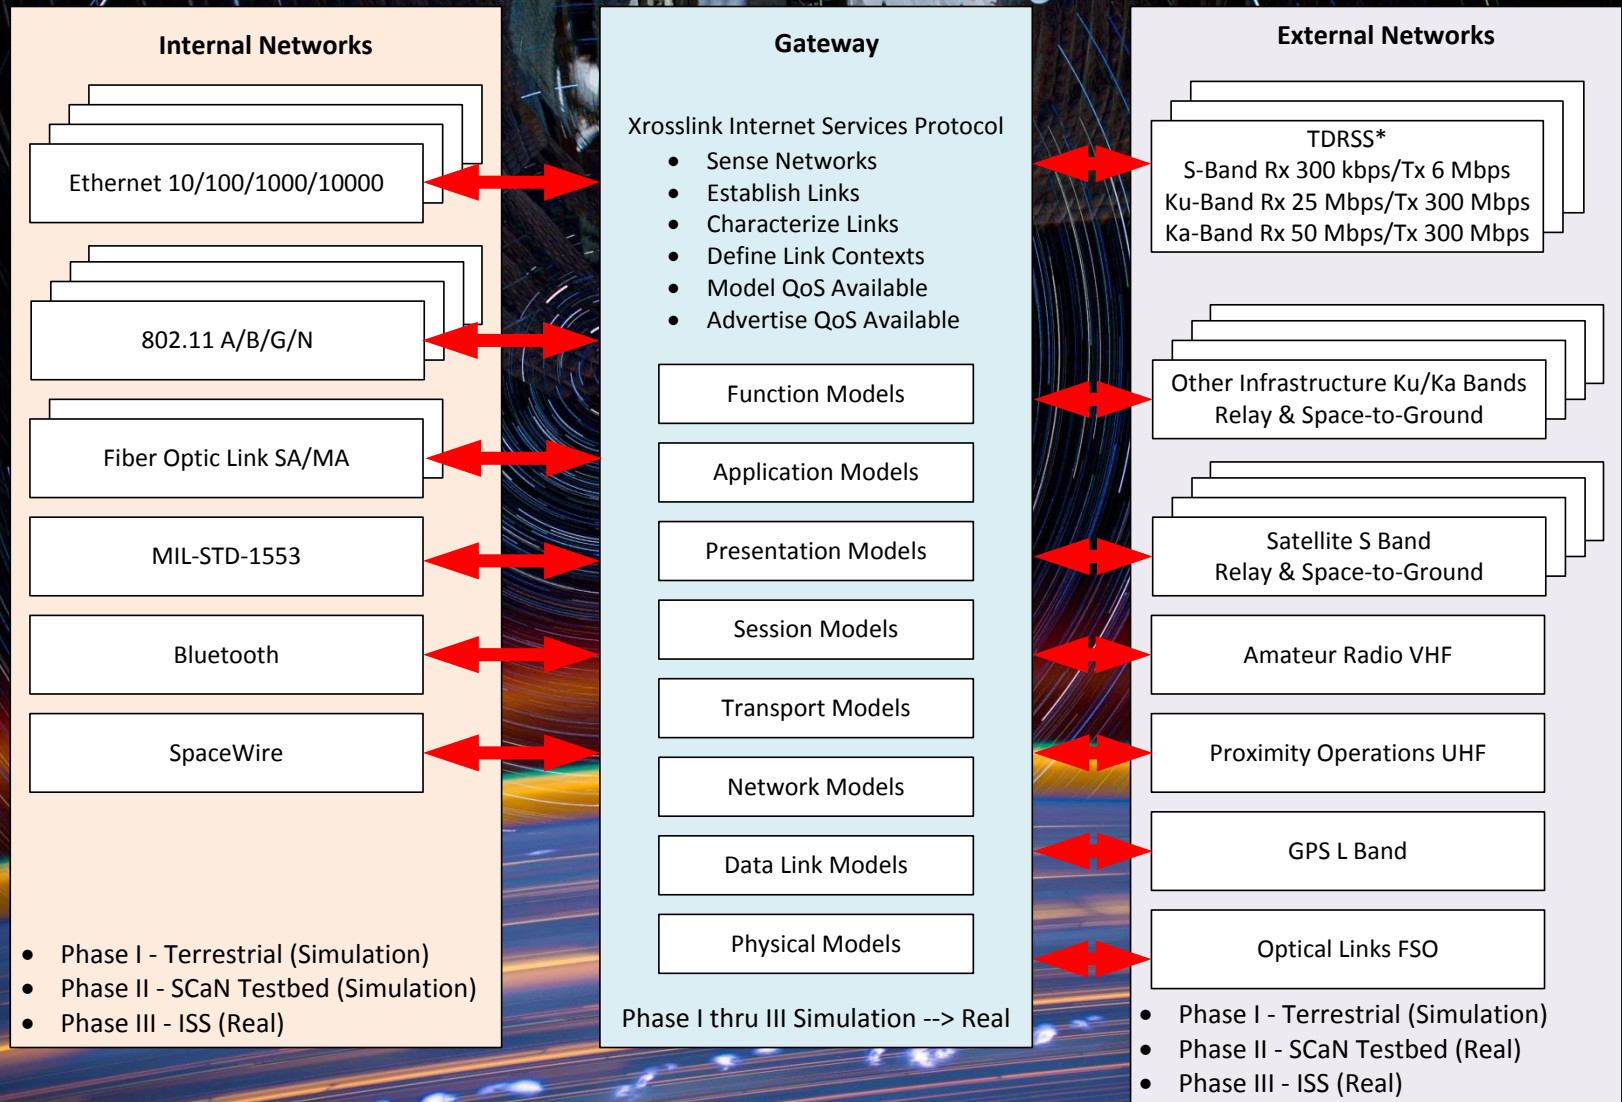 Internal Networks
Ethernet 10/100/1000/10000
802.11 A/B/G/N
Fiber Optic Link SA/MA
MIL-STD-1553
Bluetooth
SpaceWire
• Phase I - Terrestrial (Simulation)
• Phase II - SCaN Testbed (Simulation)
• Phase III - ISS (Real)
Gateway
Xrosslink Internet Services Protocol
• Sense Networks
• Establish Links
• Characterize Links
• Define Link Contexts
• Model QoS Available
• Advertise QoS Available
Function Models
Application Models
Presentation Models
Session Models
Transport Models
Network Models
Data Link Models
Physical Models
Phase I thru III Simulation --> Real
External Networks
TDRSS*
S-Band Rx 300 kbps/Tx 6 Mbps
Ku-Band Rx 25 Mbps/Tx 300 Mbps
Ka-Band Rx 50 Mbps/Tx 300 Mbps
Other Infrastructure Ku/Ka Bands
Relay & Space-to-Ground
Satellite S Band
Relay & Space-to-Ground
Amateur Radio VHF
Proximity Operations UHF
GPS L Band
Optical Links FSO
• Phase I - Terrestrial (Simulation)
• Phase II - SCaN Testbed (Real)
• Phase III - ISS (Real)